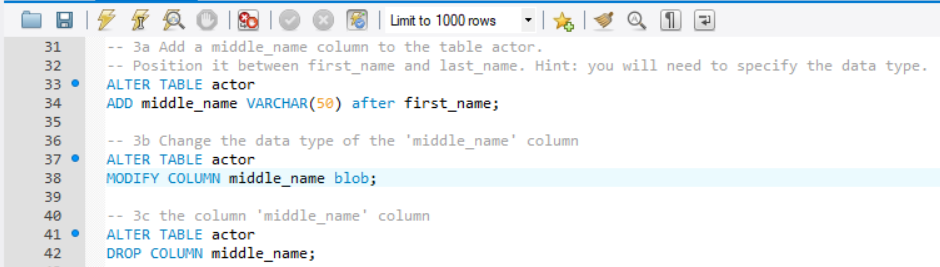 Limit to 1000 rows
31 -- 3a Add a middle_name column to the table actor.
32 -- Position it between first_name and last_name. Hint: you will need to specify the data type.
33 ALTER TABLE actor
34 ADD middle_name VARCHAR(50) after first_name;
35
36 -- 3b Change the data type of the 'middle_name' column
37 ALTER TABLE actor
38 MODIFY COLUMN middle_name blob;
39
40 -- 3c the column 'middle_name' column
41 ALTER TABLE actor
42 DROP COLUMN middle_name;